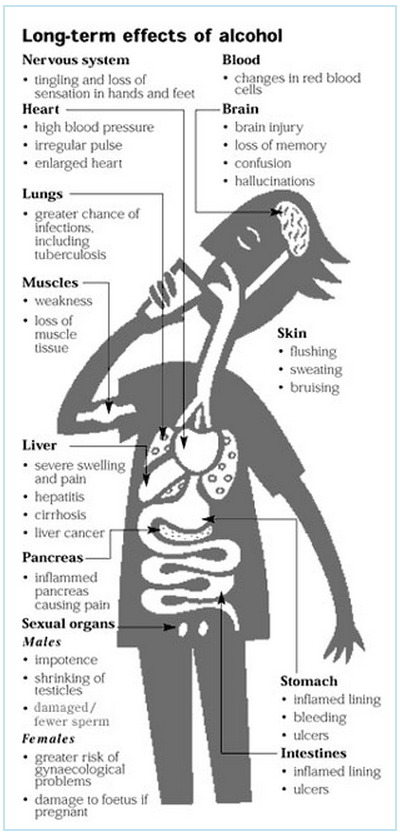 Long-term effects of alcohol
Nervous system
• tingling and loss of
sensation in hands and feet
Heart
• high blood pressure
• irregular pulse
• enlarged heart
Lungs
• greater chance of
infections,
including
tuberculosis
Muscles
• weakness
• loss of
muscle
tissue
Liver
• severe swelling
and pain
• hepatitis
• cirrhosis
• liver cancer
Pancreas
• inflammed
pancreas
causing pain
Sexual organs
Males
• impotence
• shrinking of
testicles
• damaged/
fewer sperm
Females
• greater risk of
gynaecological
problems
• damage to foetus if
pregnant
Blood
• changes in red blood
cells
Brain
• brain injury
• loss of memory
• confusion
• hallucinations
Skin
• flushing
• sweating
• bruising
Stomach
• inflamed lining
• bleeding
• ulcers
Intestines
• inflamed lining
• ulcers